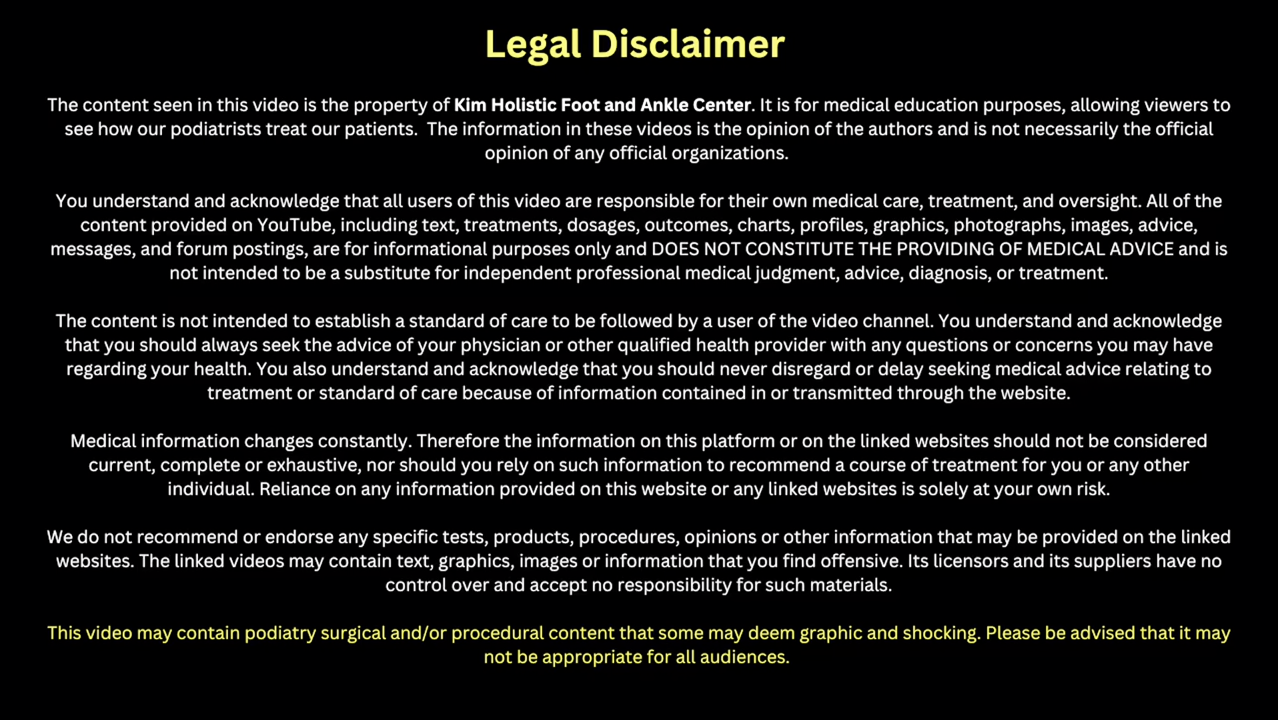 Legal Disclaimer
The content seen in this video is the property of Kim Holistic Foot and Ankle Center. It is for medical education purposes, allowing viewers to
see how our podiatrists treat our patients.  The information in these videos is the opinion of the authors and is not necessarily the official
opinion of any official organizations.
You understand and acknowledge that all users of this video are responsible for their own medical care, treatment, and oversight. All of the
content provided on YouTube, including text, treatments, dosages, outcomes, charts, profiles, graphics, photographs, images, advice,
messages, and forum postings, are for informational purposes only and DOES NOT CONSTITUTE THE PROVIDING OF MEDICAL ADVICE and is
not intended to be a substitute for independent professional medical judgment, advice, diagnosis, or treatment.
The content is not intended to establish a standard of care to be followed by a user of the video channel. You understand and acknowledge
that you should always seek the advice of your physician or other qualified health provider with any questions or concerns you may have
regarding your health. You also understand and acknowledge that you should never disregard or delay seeking medical advice relating to
treatment or standard of care because of information contained in or transmitted through the website.
Medical information changes constantly. Therefore the information on this platform or on the linked websites should not be considered
current, complete or exhaustive, nor should you rely on such information to recommend a course of treatment for you or any other
individual. Reliance on any information provided on this website or any linked websites is solely at your own risk.
We do not recommend or endorse any specific tests, products, procedures, opinions or other information that may be provided on the linked
websites. The linked videos may contain text, graphics, images or information that you find offensive. Its licensors and its suppliers have no
control over and accept no responsibility for such materials.
This video may contain podiatry surgical and/or procedural content that some may deem graphic and shocking. Please be advised that it may
not be appropriate for all audiences.